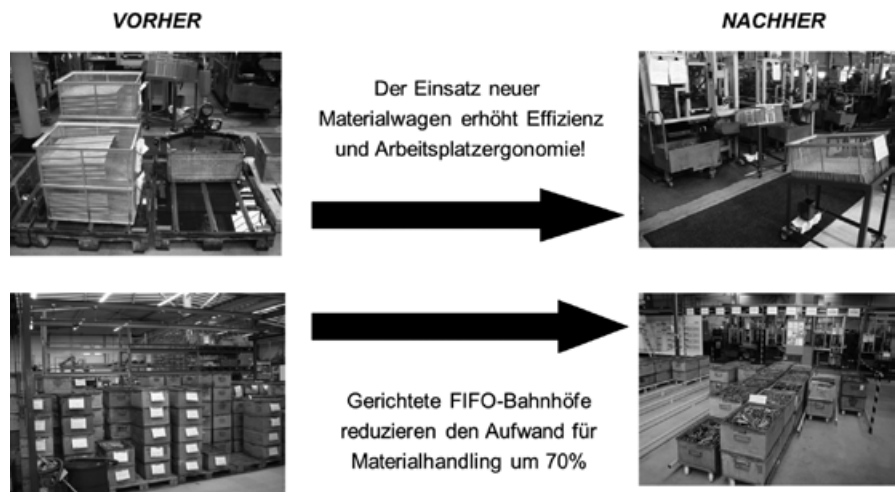 VORHER
NACHHER
Der Einsatz neuer
Materialwagen erhöht Effizienz
und Arbeitsplatzergonomie!
Gerichtete FIFO-Bahnhöfe
reduzieren den Aufwand für
Materialhandling um 70%